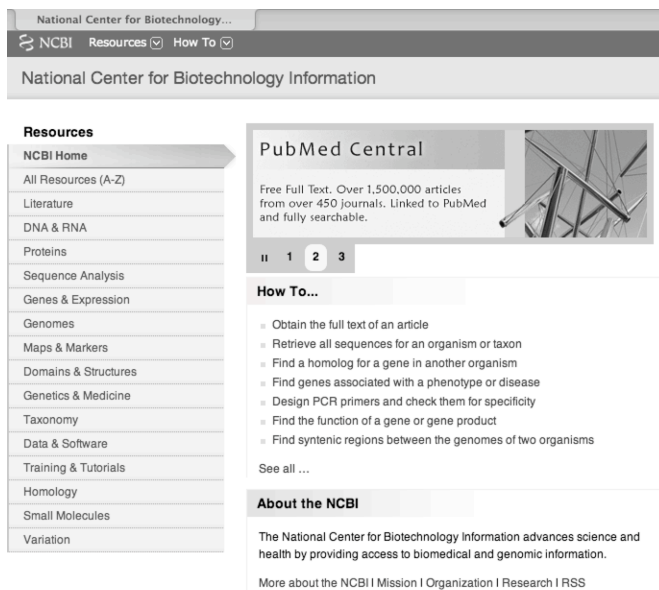 National Center for Biotechnology...
NCBI Resources How To
National Center for Biotechnology Information
Resources
NCBI Home
All Resources (A-Z)
Literature
DNA & RNA
Proteins
Sequence Analysis
Genes & Expression
Genomes
Maps & Markers
Domains & Structures
Genetics & Medicine
Taxonomy
Data & Software
Training & Tutorials
Homology
Small Molecules
Variation
PubMed Central
Free Full Text. Over 1,500,000 articles
from over 450 journals. Linked to PubMed
and fully searchable.
1 2 3
How To...
Obtain the full text of an article
Retrieve all sequences for an organism or taxon
Find a homolog for a gene in another organism
Find genes associated with a phenotype or disease
Design PCR primers and check them for specificity
Find the function of a gene or gene product
Find syntenic regions between the genomes of two organisms
See all ...
About the NCBI
The National Center for Biotechnology Information advances science and
health by providing access to biomedical and genomic information.
More about the NCBI I Mission I Organization I Research I RSS